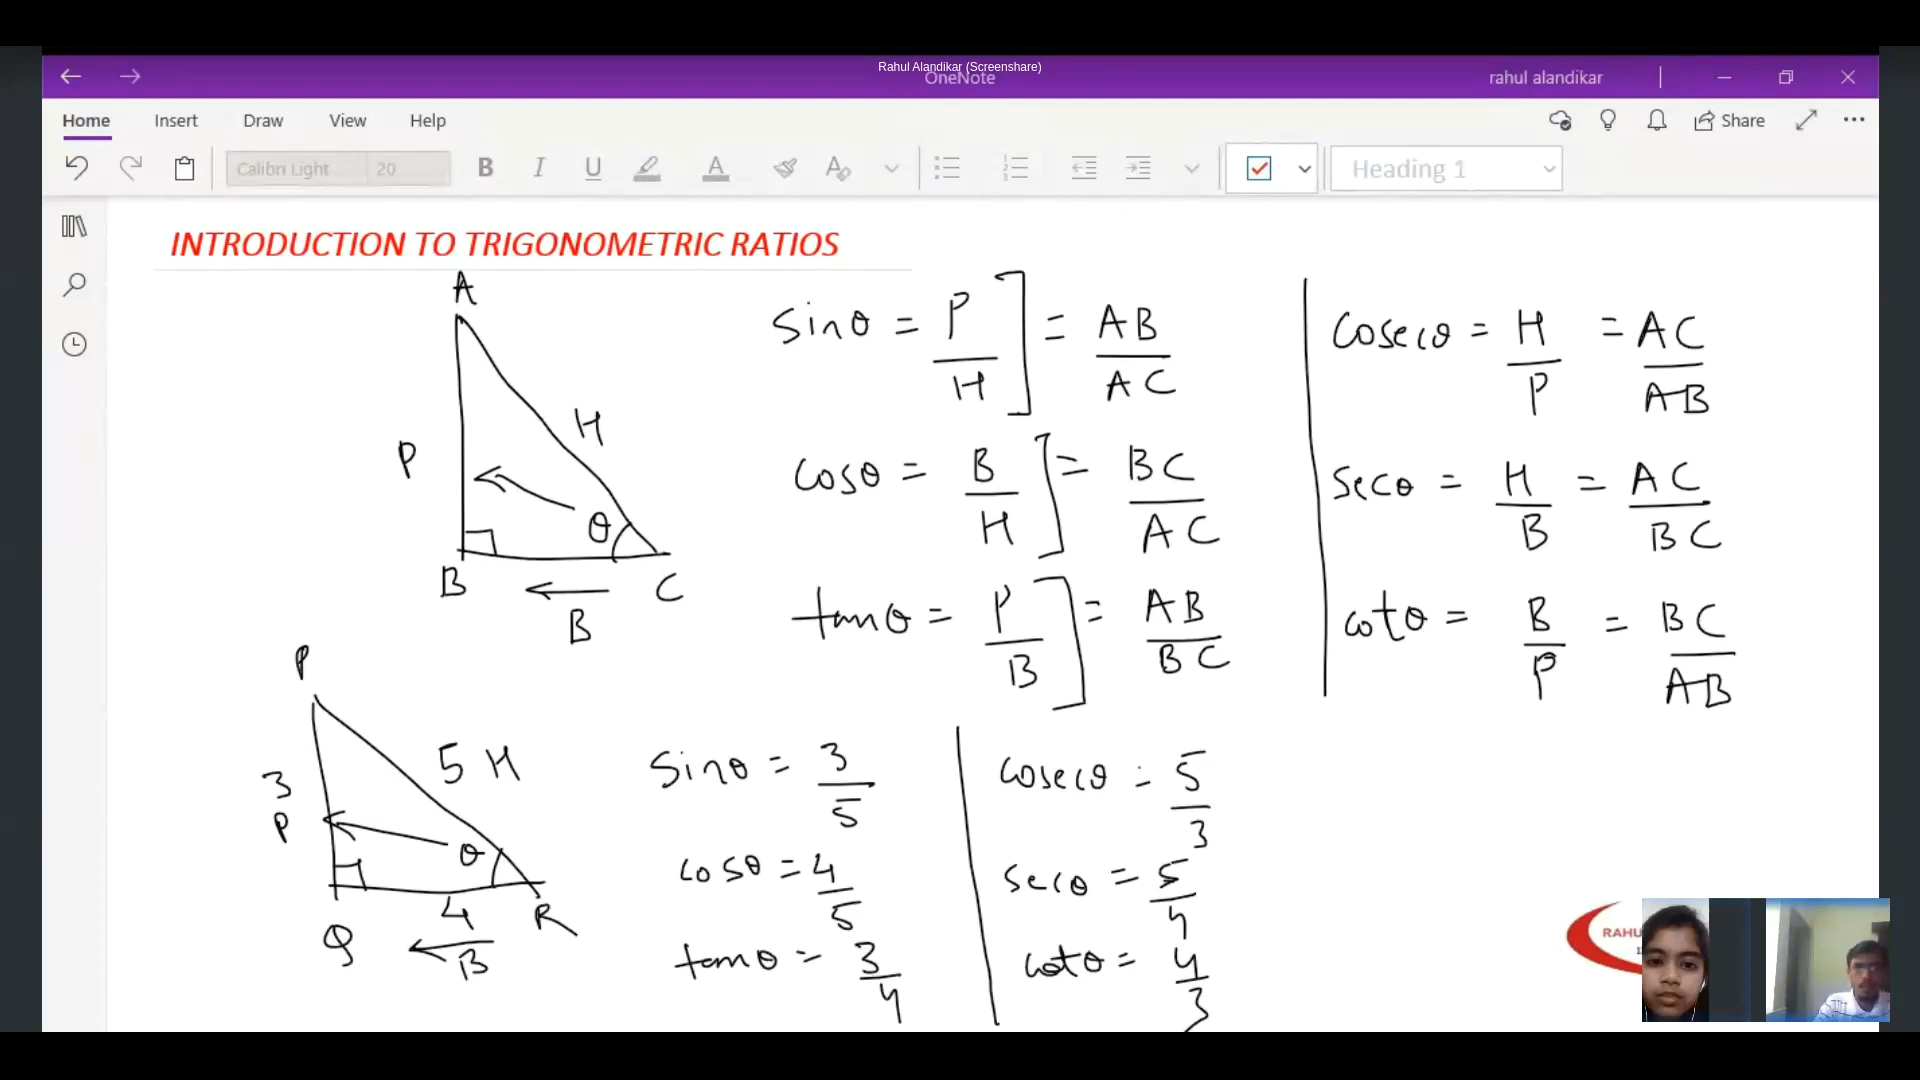 Rahul Alandikar (Screenshare)
OneNote
rahul alandikar
Home Insert Draw View Help
Share
Calibri Light 20
B I U A
Heading 1
INTRODUCTION TO TRIGONOMETRIC RATIOS
A
P
H
θ
B
C
B
sinθ = P/H ] = AB/AC
cosθ = B/H ] = BC/AC
tanθ = P/B ] = AB/BC
cosecθ = H/P = AC/AB
secθ = H/B = AC/BC
cotθ = B/P = BC/AB
P
5 H
3
P
θ
4
Q
R
B
sinθ = 3/5
cosθ = 4/5
tanθ = 3/4
cosecθ = 5/3
secθ = 5/4
cotθ = 4/3
RAHU